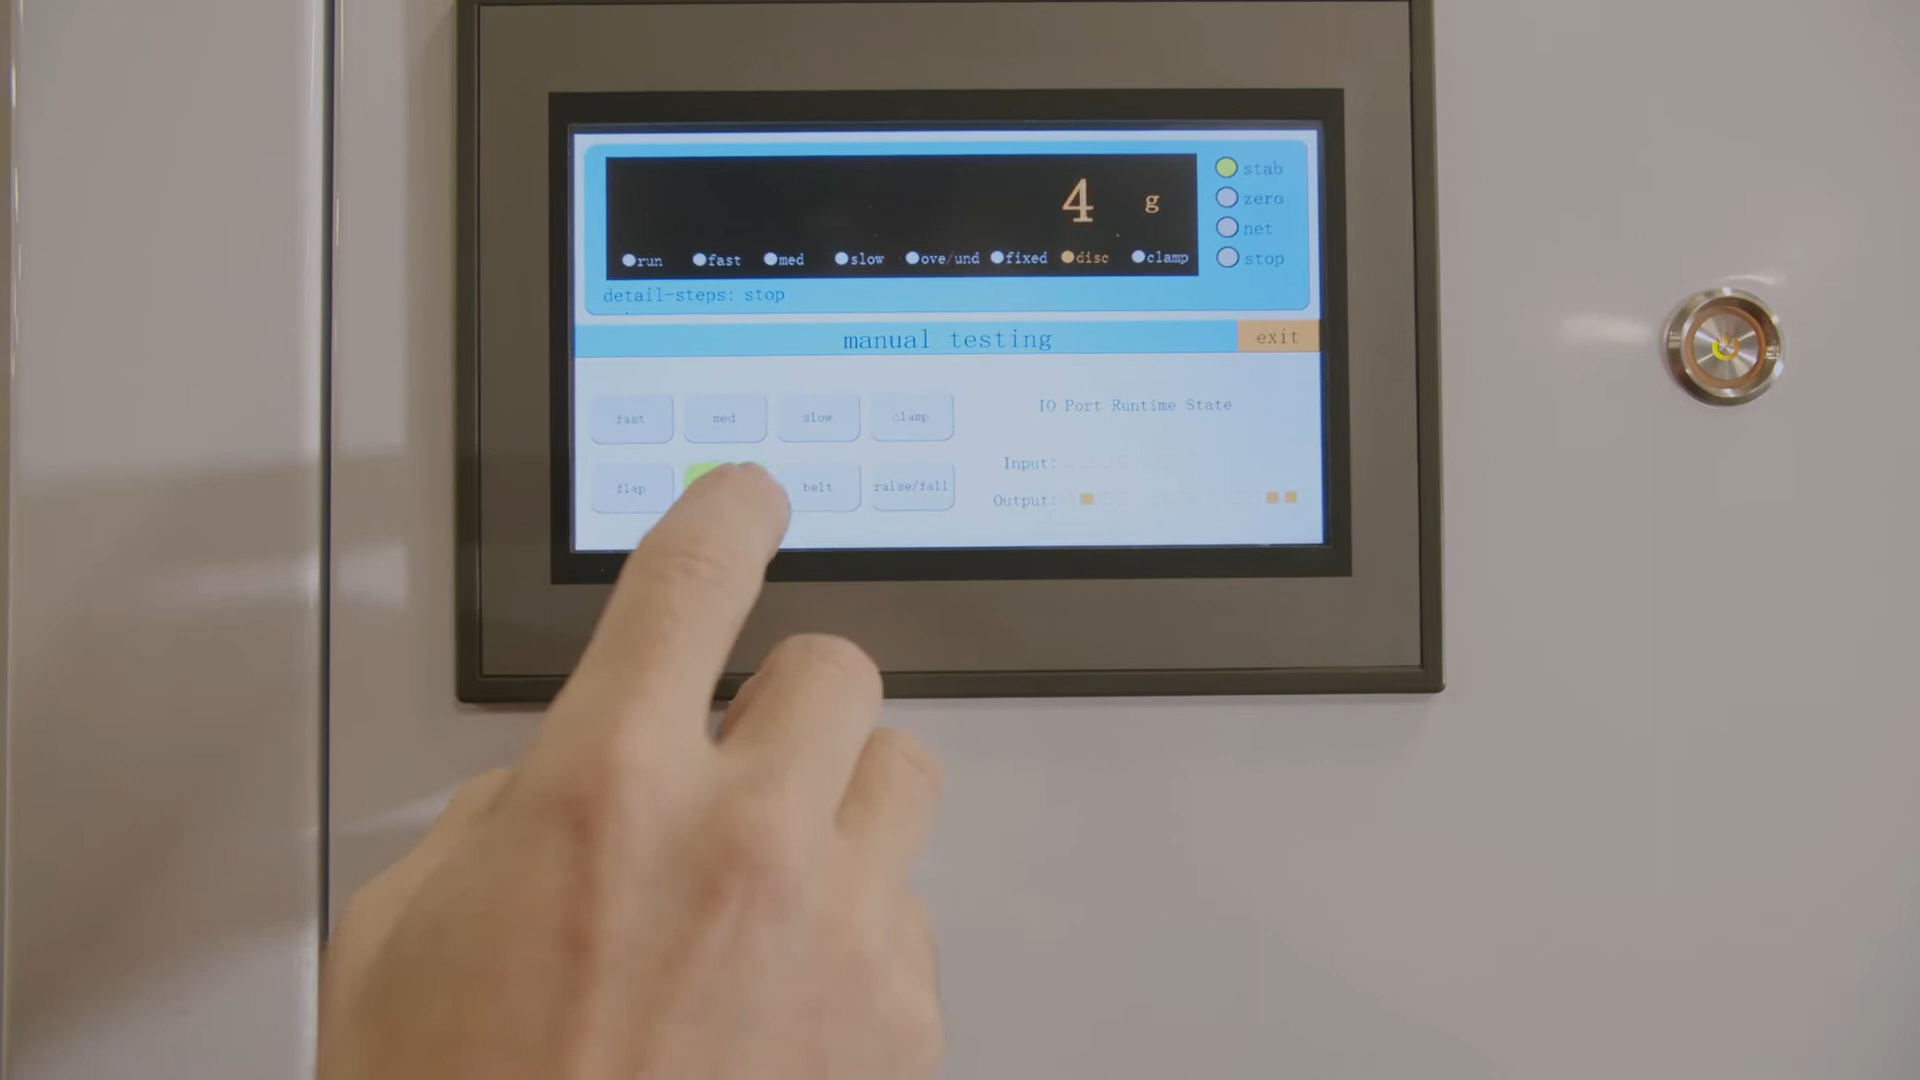 4 g
run fast med slow ove/und fixed disc clamp
stab
zero
net
stop
detail-steps: stop
manual testing
exit
fast med slow clamp
flap belt raise/fall
IO Port Runtime State
Input:
Output: